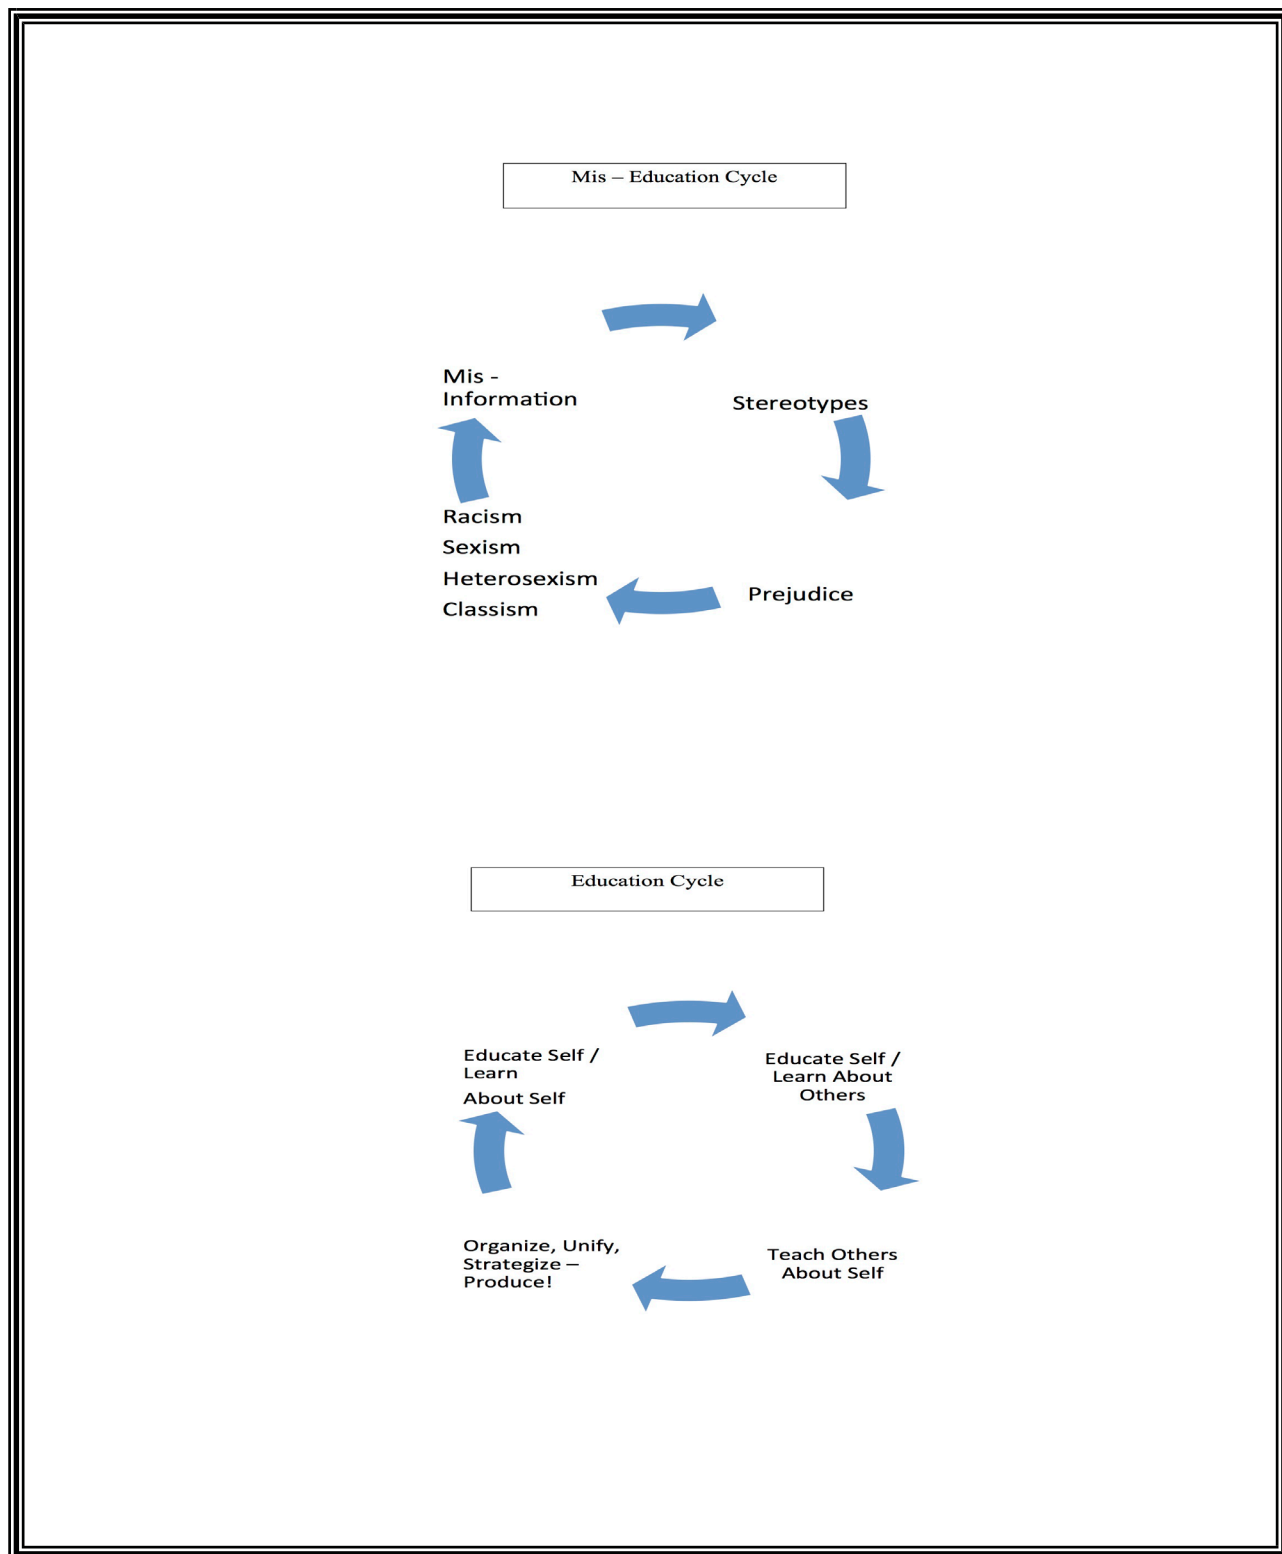 Mis – Education Cycle
Mis -
Information
Stereotypes
Racism
Sexism
Heterosexism
Classism
Prejudice
Education Cycle
Educate Self /
Learn
About Self
Educate Self /
Learn About
Others
Organize, Unify,
Strategize –
Produce!
Teach Others
About Self